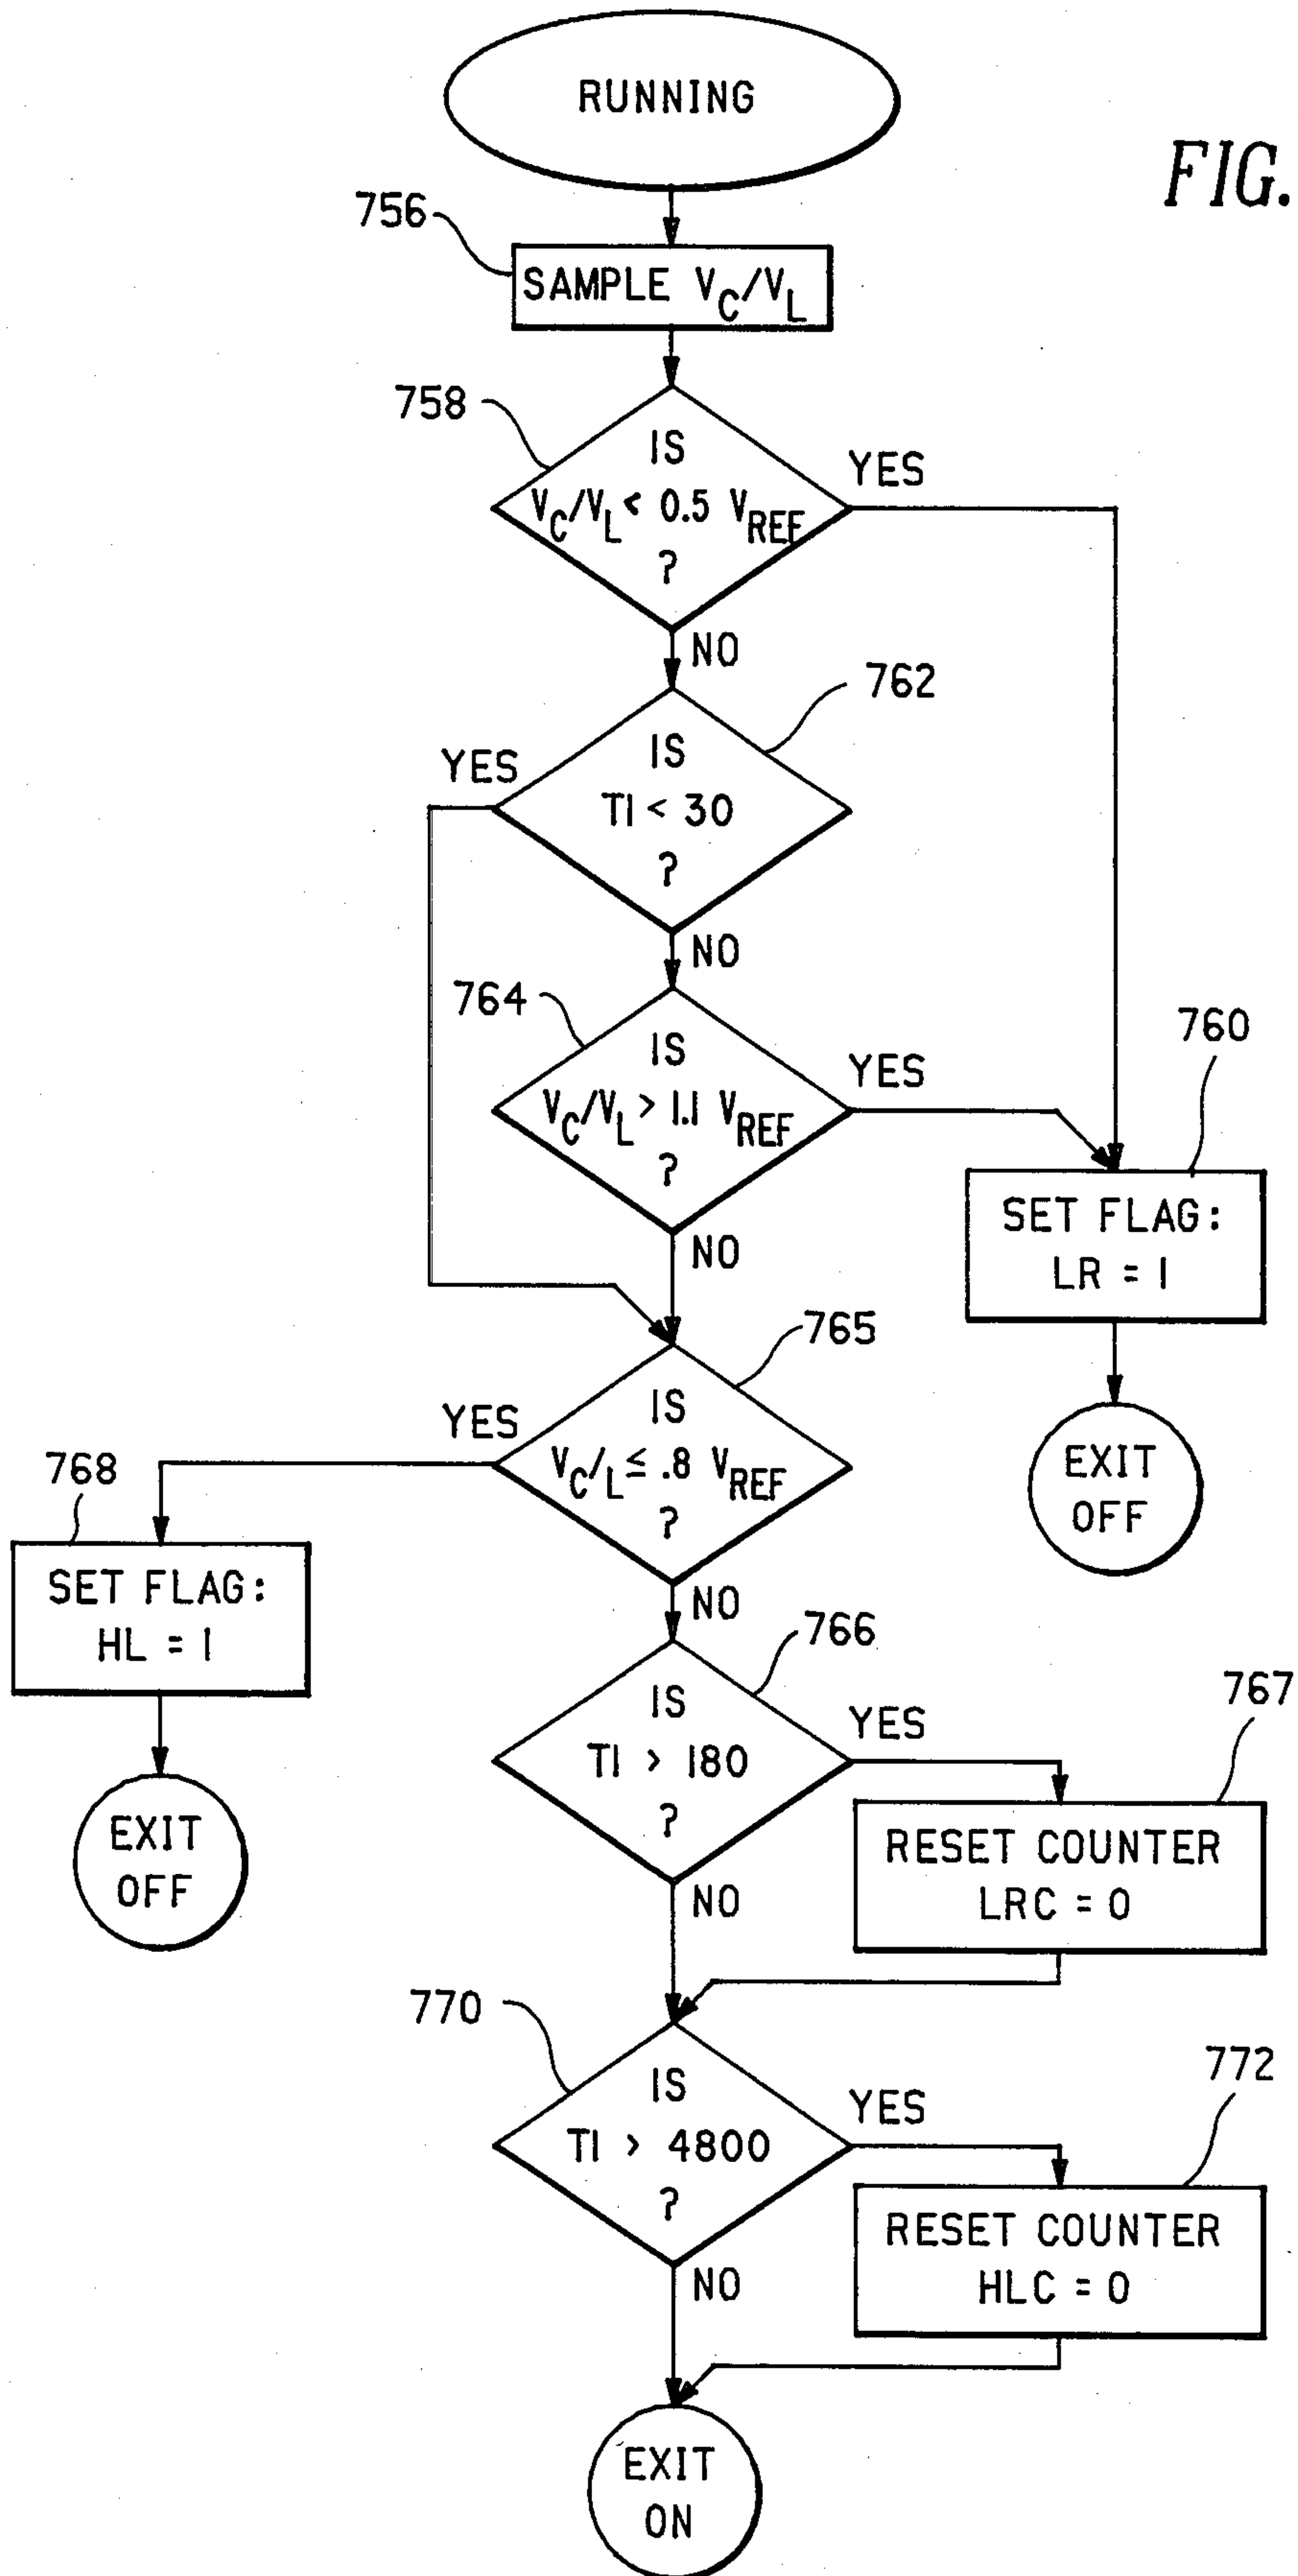 RUNNING
FIG.
756
SAMPLE V_C/V_L
758
IS
V_C/V_L < 0.5 V_REF
?
YES
NO
762
IS
T1 < 30
?
YES
NO
764
IS
V_C/V_L > 1.1 V_REF
?
YES
NO
760
SET FLAG:
LR = 1
EXIT
OFF
765
IS
V_C/L ≤ .8 V_REF
?
YES
NO
768
SET FLAG:
HL = 1
EXIT
OFF
766
IS
T1 > 180
?
YES
NO
767
RESET COUNTER
LRC = 0
770
IS
T1 > 4800
?
YES
NO
772
RESET COUNTER
HLC = 0
EXIT
ON